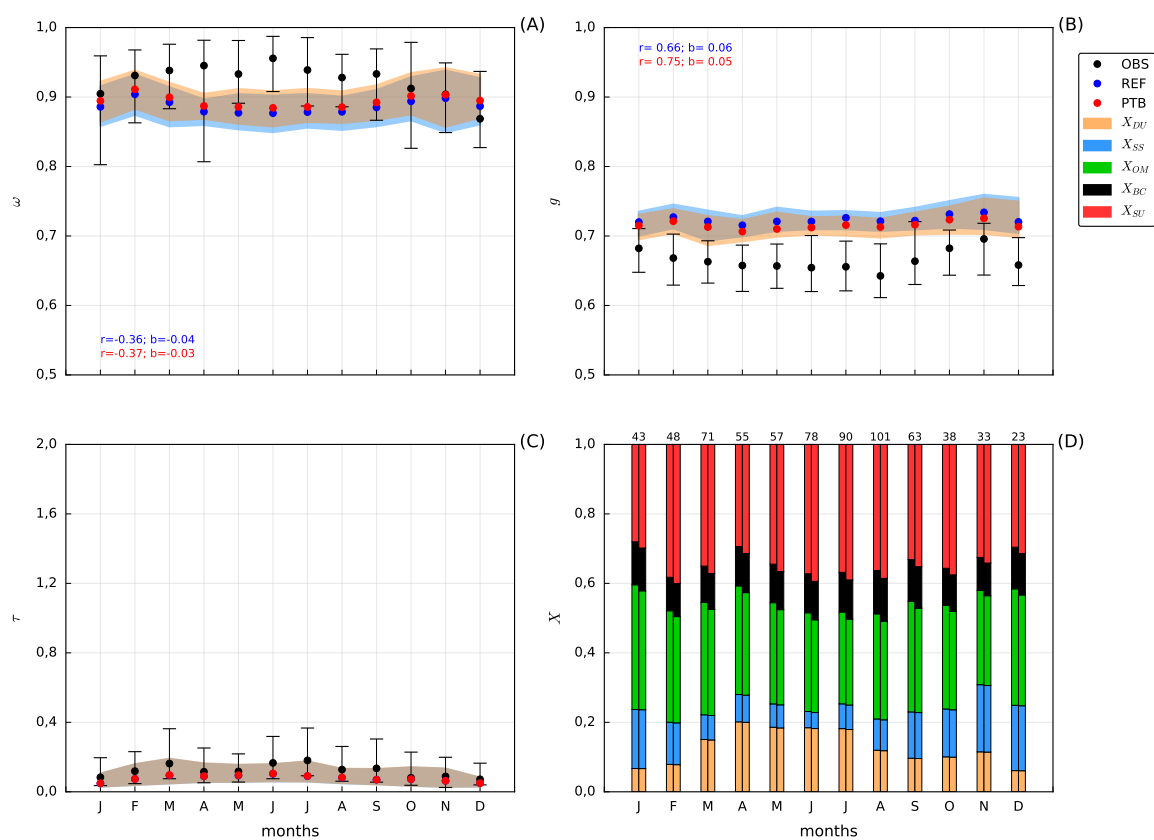 (A)
1,0
0,9
0,8
0,7
0,6
0,5
ω
r=-0.36; b=-0.04
r=-0.37; b=-0.03
(B)
1,0
0,9
0,8
0,7
0,6
0,5
g
r= 0.66; b= 0.06
r= 0.75; b= 0.05
OBS
REF
PTB
X_DU
X_SS
X_OM
X_BC
X_SU
(C)
2,0
1,6
1,2
0,8
0,4
0,0
τ
J F M A M J J A S O N D
months
(D)
43 48 71 55 57 78 90 101 63 38 33 23
1,0
0,8
0,6
0,4
0,2
0,0
X
J F M A M J J A S O N D
months